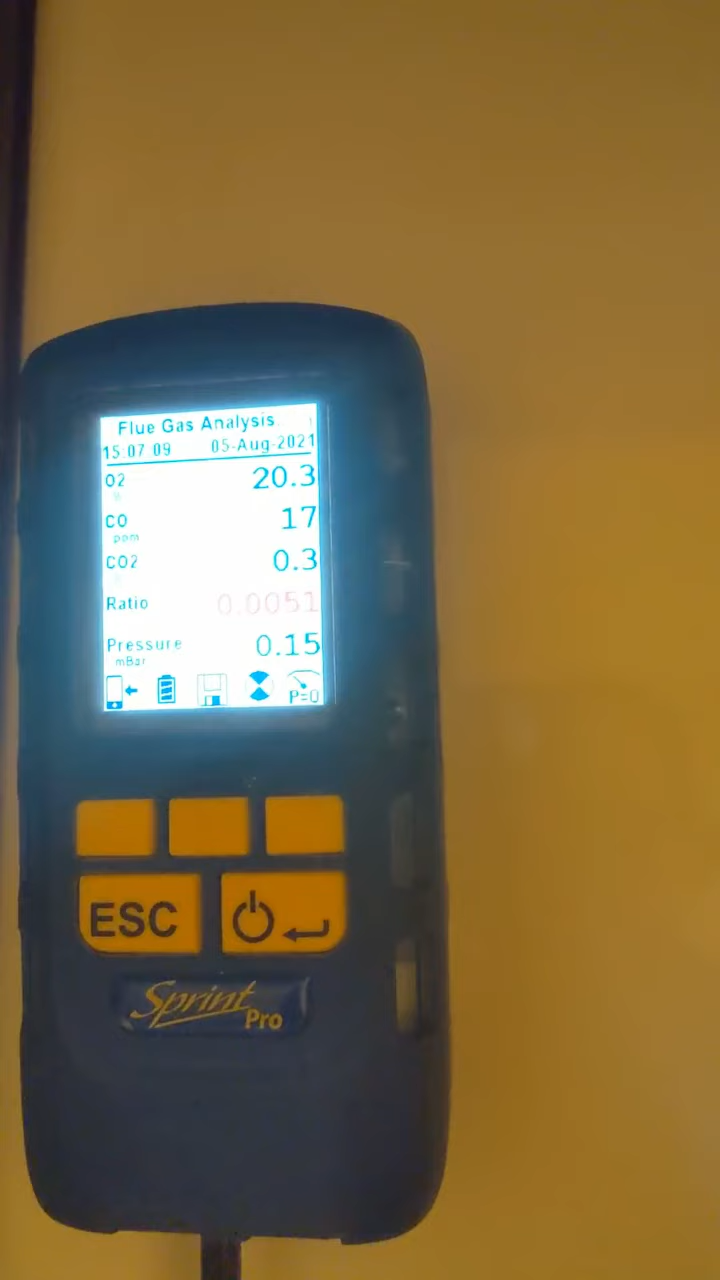 Flue Gas Analysis
15:07:09 05-Aug-2021
O2 20.3
%
CO 17
ppm
CO2 0.3
Ratio 0.0051
Pressure 0.15
mBar
P=0
ESC
Sprint
Pro